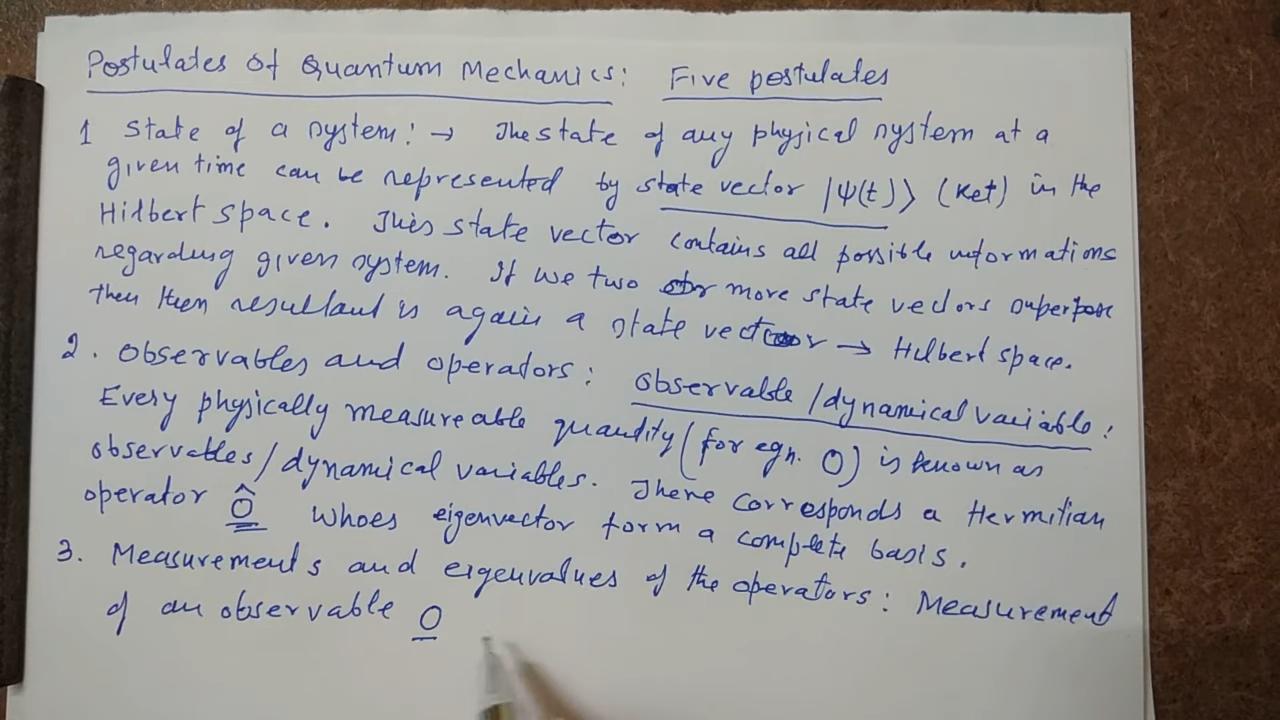 Postulates of Quantum Mechanics: Five postulates
1 State of a system: → The state of any physical system at a
given time can be represented by state vector |Ψ(t)⟩ (Ket) in the
Hilbert space. This state vector contains all possible informations
regarding given system. If we two or more state vectors superpose
then then resultant is again a state vector → Hilbert space.
2. Observables and operators: Observable/dynamical variable:
Every physically measureable quantity (for egn. O) is known as
observables/dynamical variables. There corresponds a Hermitian
operator Ô whoes eigenvector form a complete basis.
3. Measurements and eigenvalues of the operators: Measurement
of an observable O